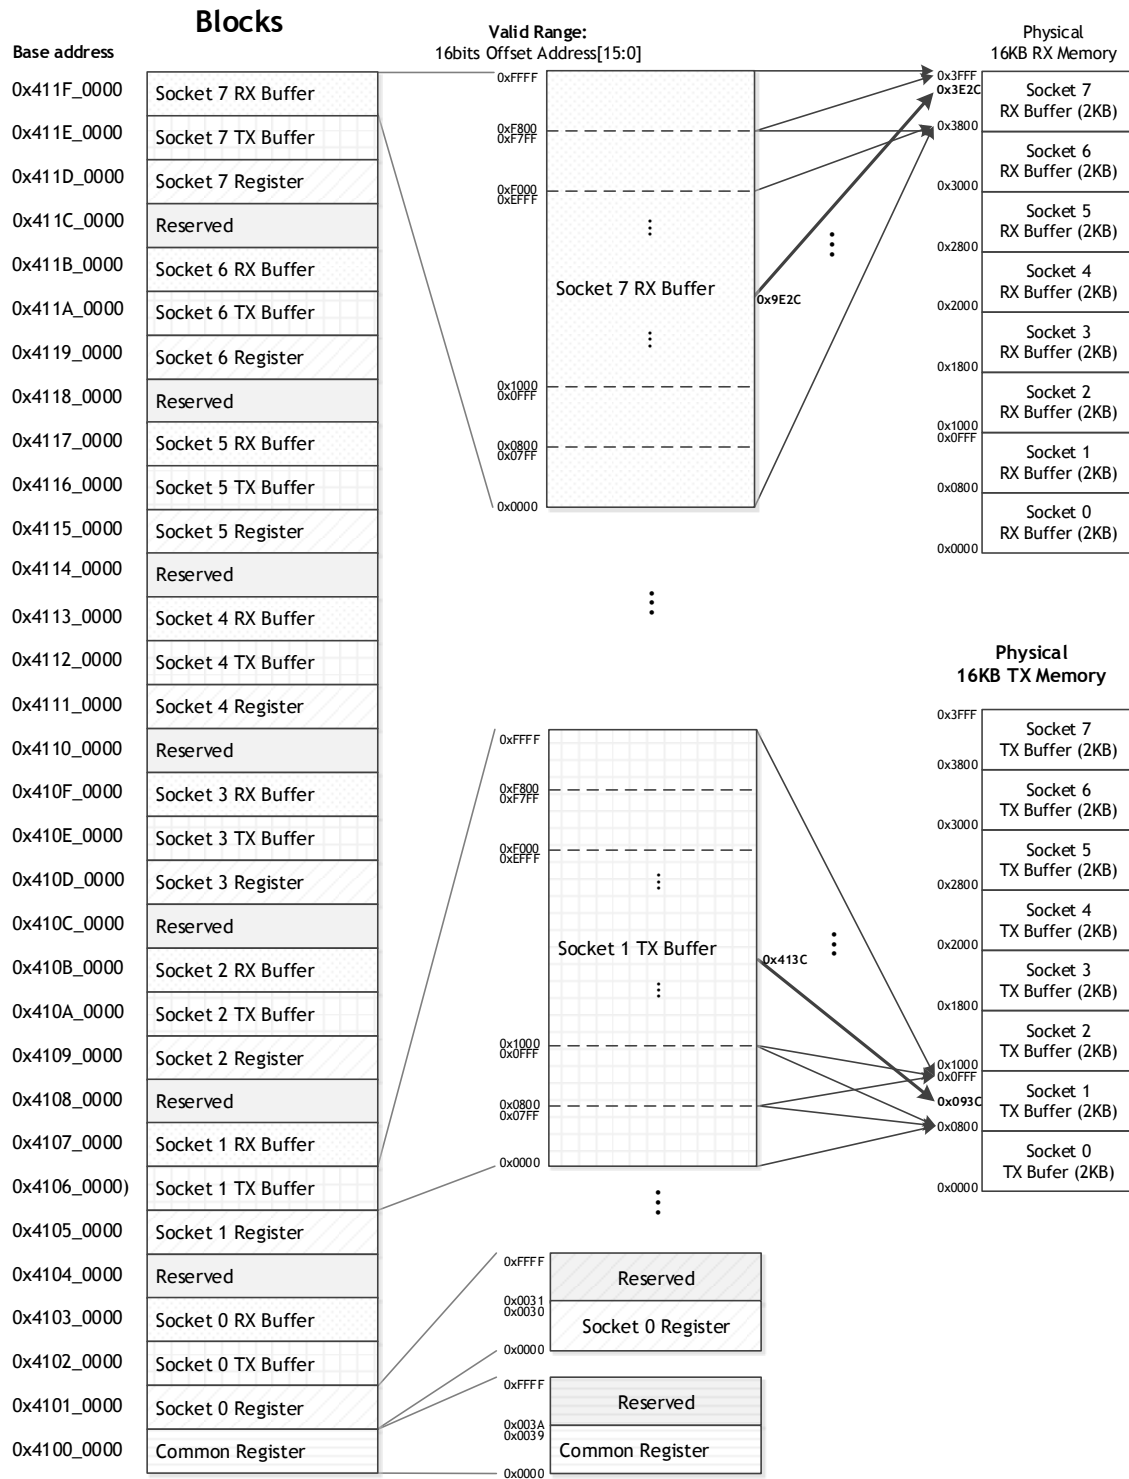 Blocks
Base address
0x411F_0000
Socket 7 RX Buffer
0x411E_0000
Socket 7 TX Buffer
0x411D_0000
Socket 7 Register
0x411C_0000
Reserved
0x411B_0000
Socket 6 RX Buffer
0x411A_0000
Socket 6 TX Buffer
0x4119_0000
Socket 6 Register
0x4118_0000
Reserved
0x4117_0000
Socket 5 RX Buffer
0x4116_0000
Socket 5 TX Buffer
0x4115_0000
Socket 5 Register
0x4114_0000
Reserved
0x4113_0000
Socket 4 RX Buffer
0x4112_0000
Socket 4 TX Buffer
0x4111_0000
Socket 4 Register
0x4110_0000
Reserved
0x410F_0000
Socket 3 RX Buffer
0x410E_0000
Socket 3 TX Buffer
0x410D_0000
Socket 3 Register
0x410C_0000
Reserved
0x410B_0000
Socket 2 RX Buffer
0x410A_0000
Socket 2 TX Buffer
0x4109_0000
Socket 2 Register
0x4108_0000
Reserved
0x4107_0000
Socket 1 RX Buffer
0x4106_0000)
Socket 1 TX Buffer
0x4105_0000
Socket 1 Register
0x4104_0000
Reserved
0x4103_0000
Socket 0 RX Buffer
0x4102_0000
Socket 0 TX Buffer
0x4101_0000
Socket 0 Register
0x4100_0000
Common Register
Valid Range:
16bits Offset Address[15:0]
0xFFFF
0xF800
0xF7FF
0xF000
0xEFFF
Socket 7 RX Buffer
0x9E2C
0x1000
0x0FFF
0x0800
0x07FF
0x0000
Physical
16KB RX Memory
0x3FFF
0x3E2C
Socket 7
RX Buffer (2KB)
0x3800
Socket 6
RX Buffer (2KB)
0x3000
Socket 5
RX Buffer (2KB)
0x2800
Socket 4
RX Buffer (2KB)
0x2000
Socket 3
RX Buffer (2KB)
0x1800
Socket 2
RX Buffer (2KB)
0x1000
0x0FFF
Socket 1
RX Buffer (2KB)
0x0800
Socket 0
RX Buffer (2KB)
0x0000
0xFFFF
0xF800
0xF7FF
0xF000
0xEFFF
Socket 1 TX Buffer
0x413C
0x1000
0x0FFF
0x0800
0x07FF
0x0000
Physical
16KB TX Memory
0x3FFF
Socket 7
TX Buffer (2KB)
0x3800
Socket 6
TX Buffer (2KB)
0x3000
Socket 5
TX Buffer (2KB)
0x2800
Socket 4
TX Buffer (2KB)
0x2000
Socket 3
TX Buffer (2KB)
0x1800
Socket 2
TX Buffer (2KB)
0x1000
0x0FFF
Socket 1
TX Buffer (2KB)
0x093C
0x0800
Socket 0
TX Bufer (2KB)
0x0000
0xFFFF
Reserved
0x0031
0x0030
Socket 0 Register
0x0000
0xFFFF
Reserved
0x003A
0x0039
Common Register
0x0000